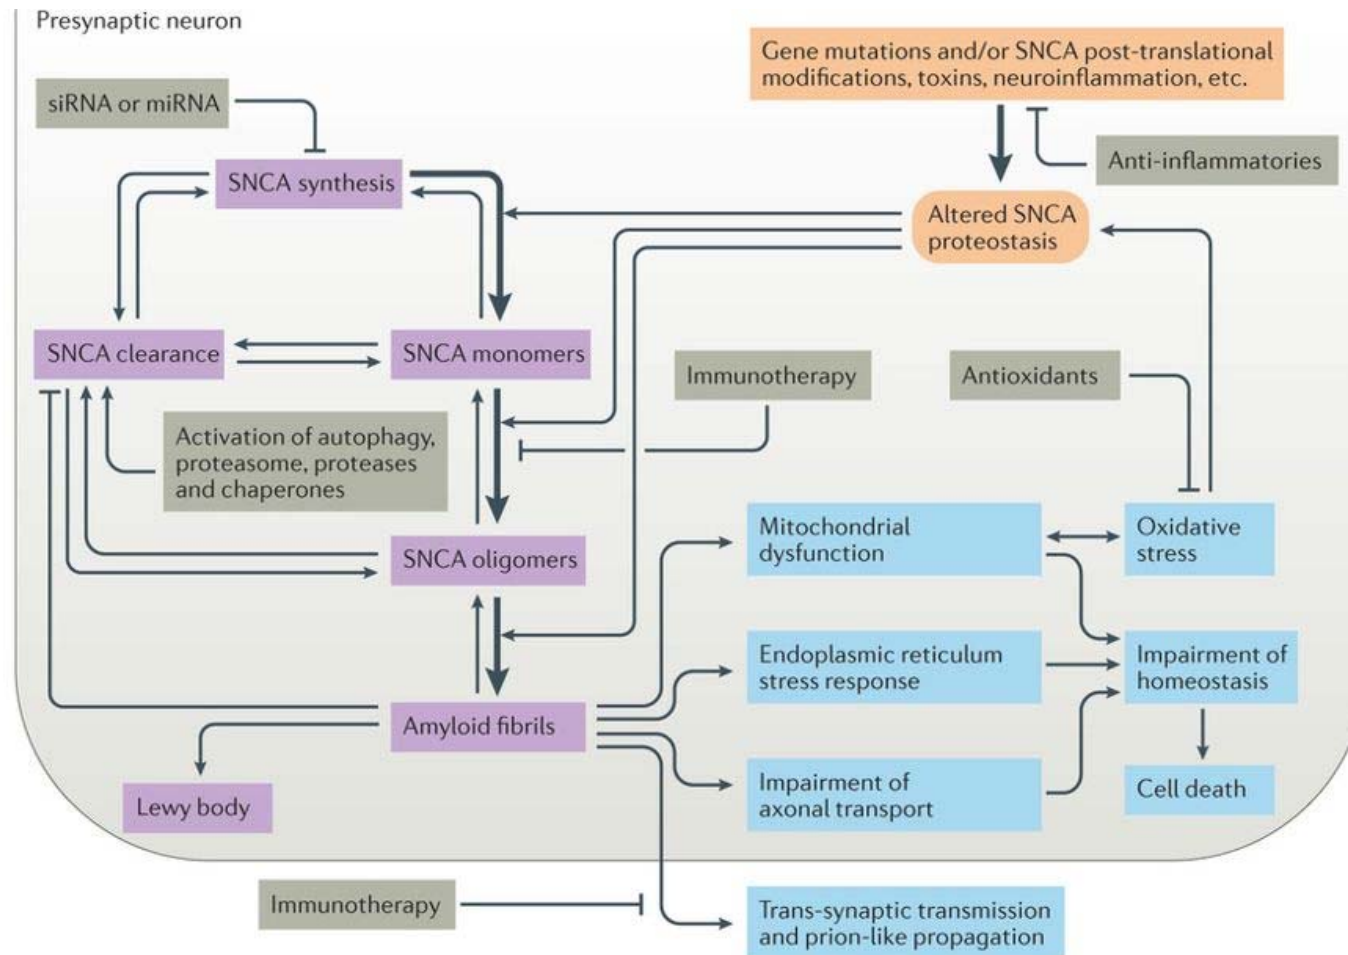 Presynaptic neuron
Gene mutations and/or SNCA post-translational
modifications, toxins, neuroinflammation, etc.
siRNA or miRNA
Anti-inflammatories
SNCA synthesis
Altered SNCA
proteostasis
SNCA clearance
SNCA monomers
Immunotherapy
Antioxidants
Activation of autophagy,
proteasome, proteases
and chaperones
Mitochondrial
dysfunction
Oxidative
stress
SNCA oligomers
Endoplasmic reticulum
stress response
Impairment of
homeostasis
Amyloid fibrils
Impairment of
axonal transport
Cell death
Lewy body
Immunotherapy
Trans-synaptic transmission
and prion-like propagation